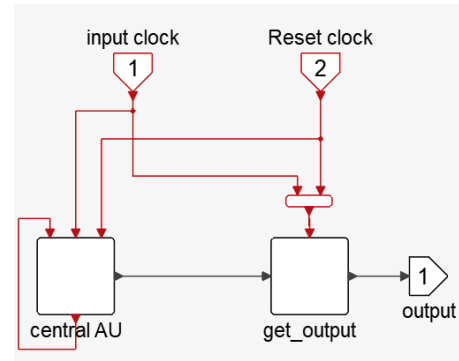 input clock
Reset clock
1
2
1
central AU
get_output
output